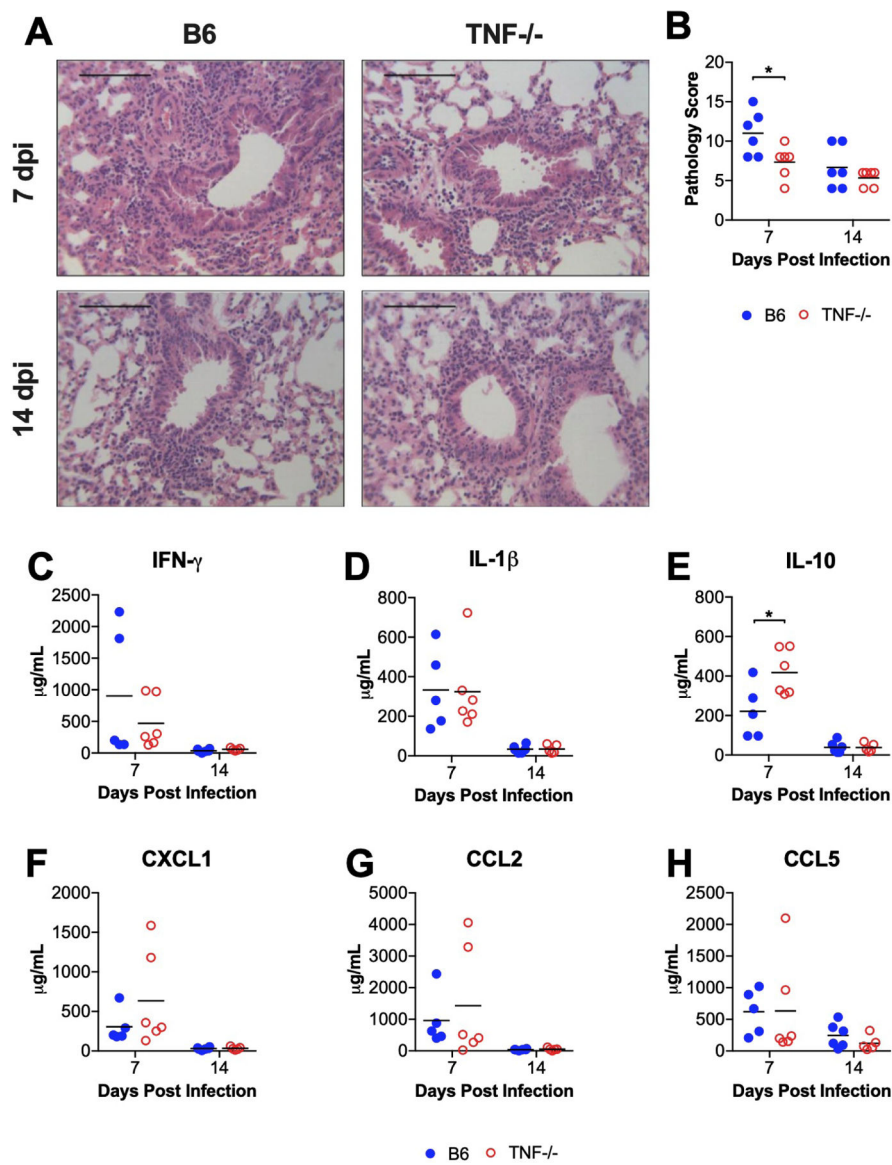 A
B6
TNF-/-
7 dpi
14 dpi
B
*
20
15
10
5
0
Pathology Score
7
14
Days Post Infection
B6
TNF-/-
C
IFN-γ
2500
2000
1500
1000
500
0
μg/mL
7
14
Days Post Infection
D
IL-1β
800
600
400
200
0
μg/mL
7
14
Days Post Infection
E
IL-10
*
800
600
400
200
0
μg/mL
7
14
Days Post Infection
F
CXCL1
2000
1500
1000
500
0
μg/mL
7
14
Days Post Infection
G
CCL2
5000
4000
3000
2000
1000
0
μg/mL
7
14
Days Post Infection
H
CCL5
2500
2000
1500
1000
500
0
μg/mL
7
14
Days Post Infection
B6
TNF-/-